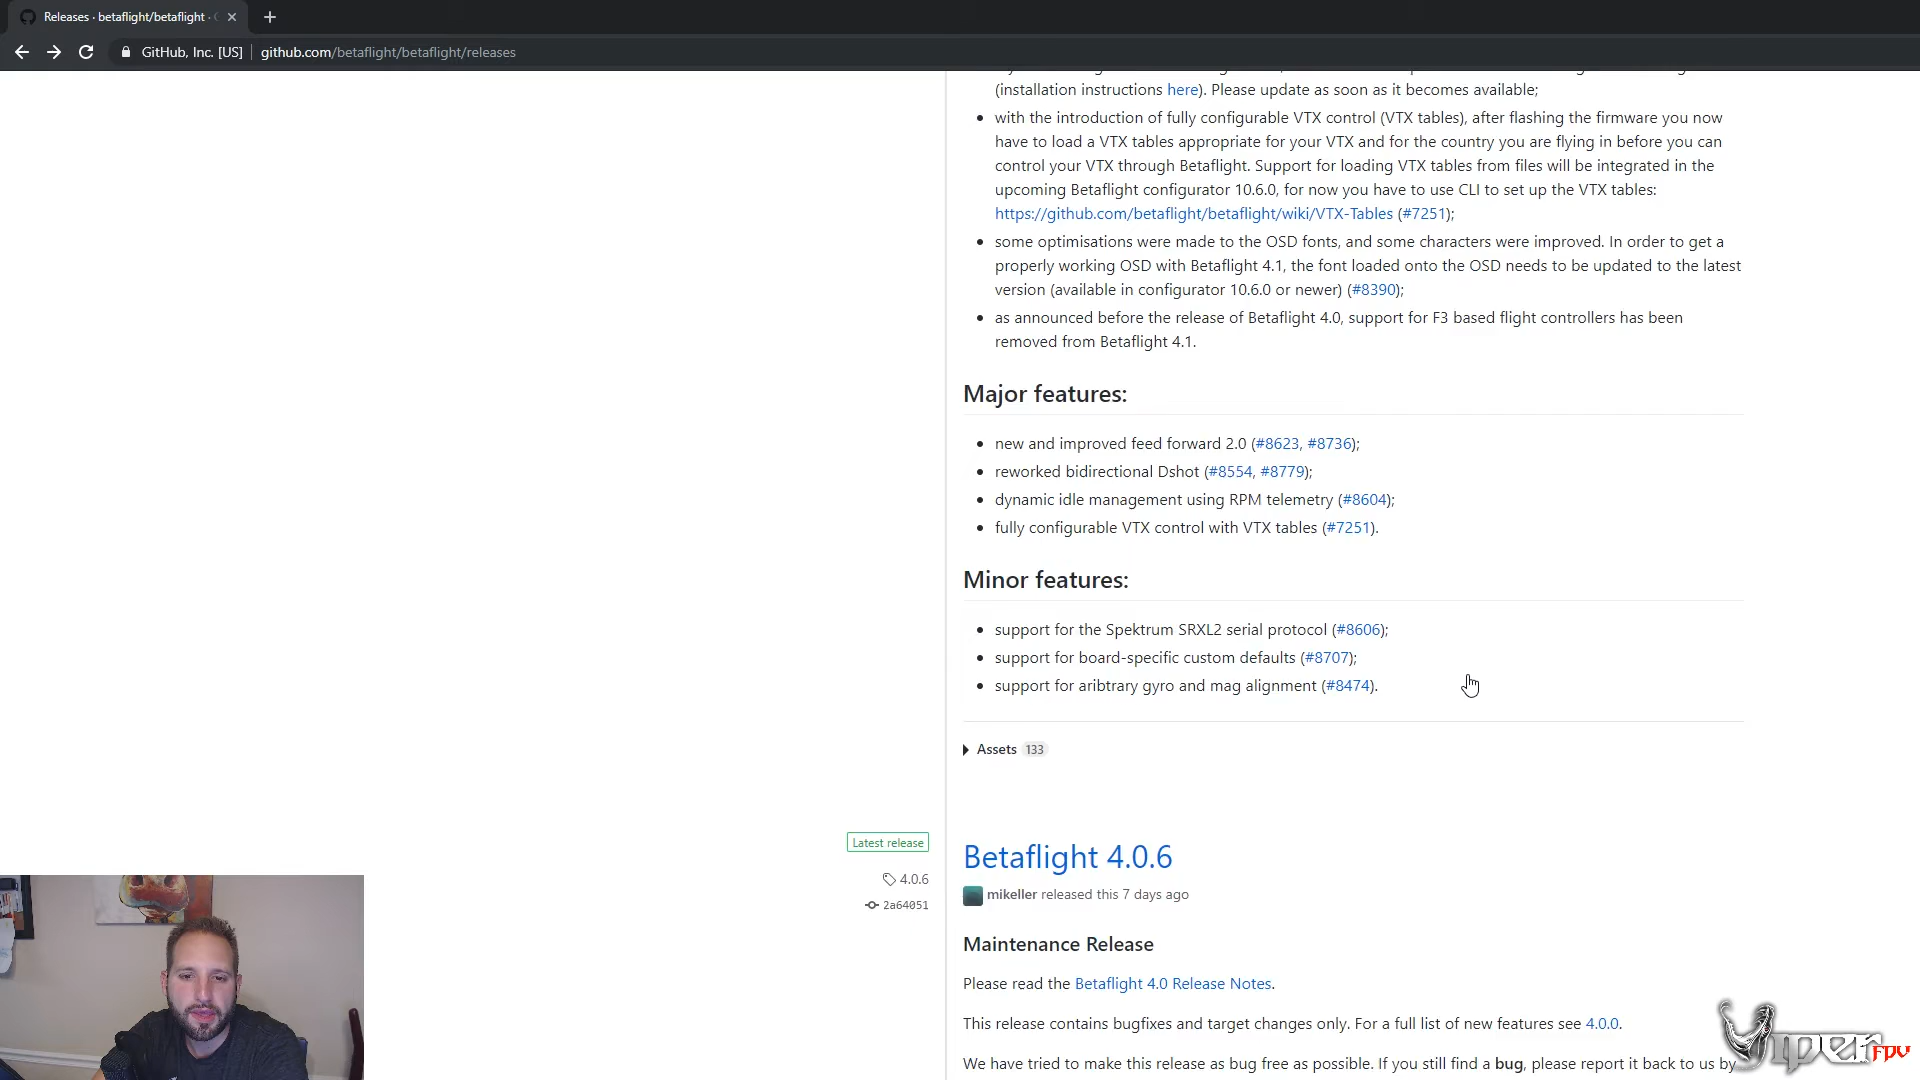 Releases · betaflight/betaflight ·
GitHub, Inc. [US] github.com/betaflight/betaflight/releases
(installation instructions here). Please update as soon as it becomes available;
with the introduction of fully configurable VTX control (VTX tables), after flashing the firmware you now
have to load a VTX tables appropriate for your VTX and for the country you are flying in before you can
control your VTX through Betaflight. Support for loading VTX tables from files will be integrated in the
upcoming Betaflight configurator 10.6.0, for now you have to use CLI to set up the VTX tables:
https://github.com/betaflight/betaflight/wiki/VTX-Tables (#7251);
some optimisations were made to the OSD fonts, and some characters were improved. In order to get a
properly working OSD with Betaflight 4.1, the font loaded onto the OSD needs to be updated to the latest
version (available in configurator 10.6.0 or newer) (#8390);
as announced before the release of Betaflight 4.0, support for F3 based flight controllers has been
removed from Betaflight 4.1.
Major features:
new and improved feed forward 2.0 (#8623, #8736);
reworked bidirectional Dshot (#8554, #8779);
dynamic idle management using RPM telemetry (#8604);
fully configurable VTX control with VTX tables (#7251).
Minor features:
support for the Spektrum SRXL2 serial protocol (#8606);
support for board-specific custom defaults (#8707);
support for aribtrary gyro and mag alignment (#8474).
Assets 133
Latest release
4.0.6
2a64051
Betaflight 4.0.6
mikeller released this 7 days ago
Maintenance Release
Please read the Betaflight 4.0 Release Notes.
This release contains bugfixes and target changes only. For a full list of new features see 4.0.0.
We have tried to make this release as bug free as possible. If you still find a bug, please report it back to us by
Viper FPV